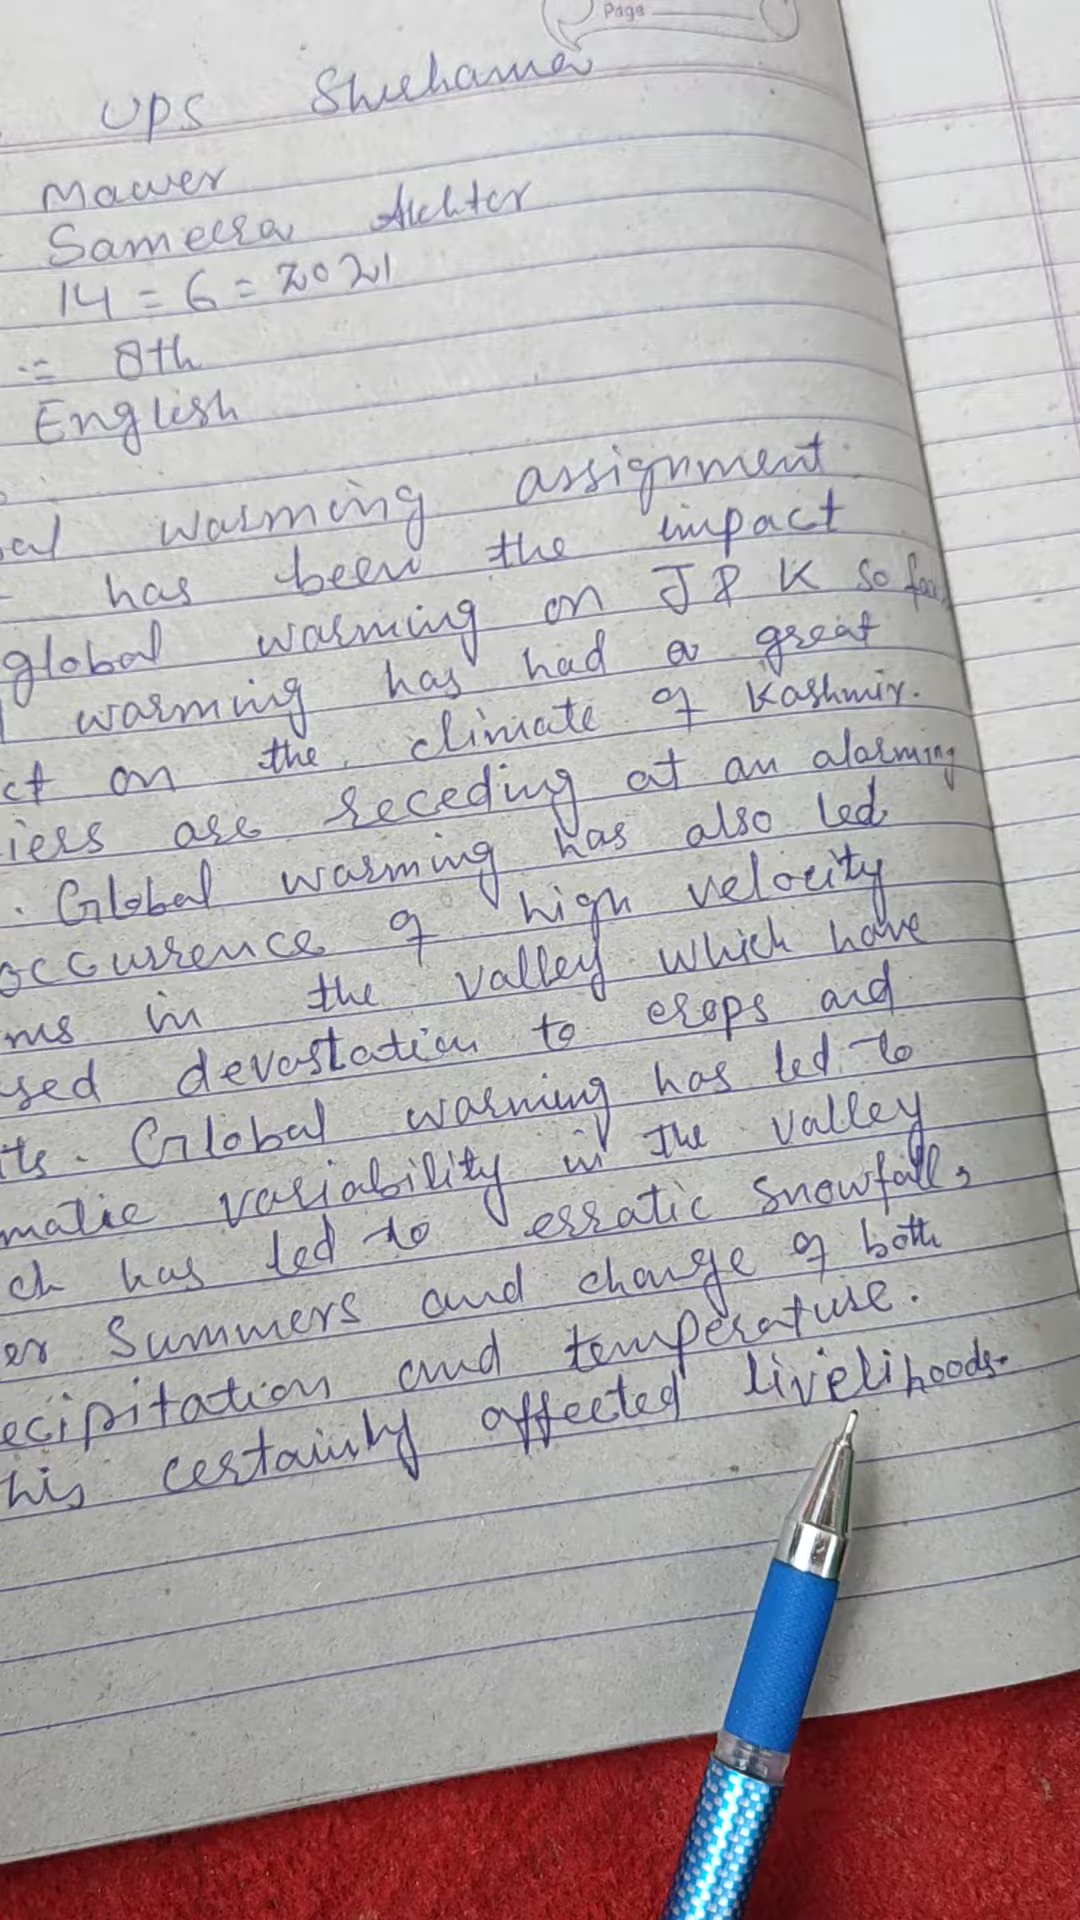 Page
UPS Shuhama
Mawer
Sameera Akhter
14 = 6 = 2021
:= 8th
English
al warming assignment
has been the impact
global warming on J & K so far
warming has had a great
ct on the climate of Kashmir.
iers are receding at an alarming
. Global warming has also led
occurrence of high velocity
ms in the valley which have
sed devastation to crops and
its. Global warming has led to
matic variability in the valley
ch has led to erratic snowfall,
er Summers and change of both
ecipitation and temperature.
his certainly affected livelihoods.